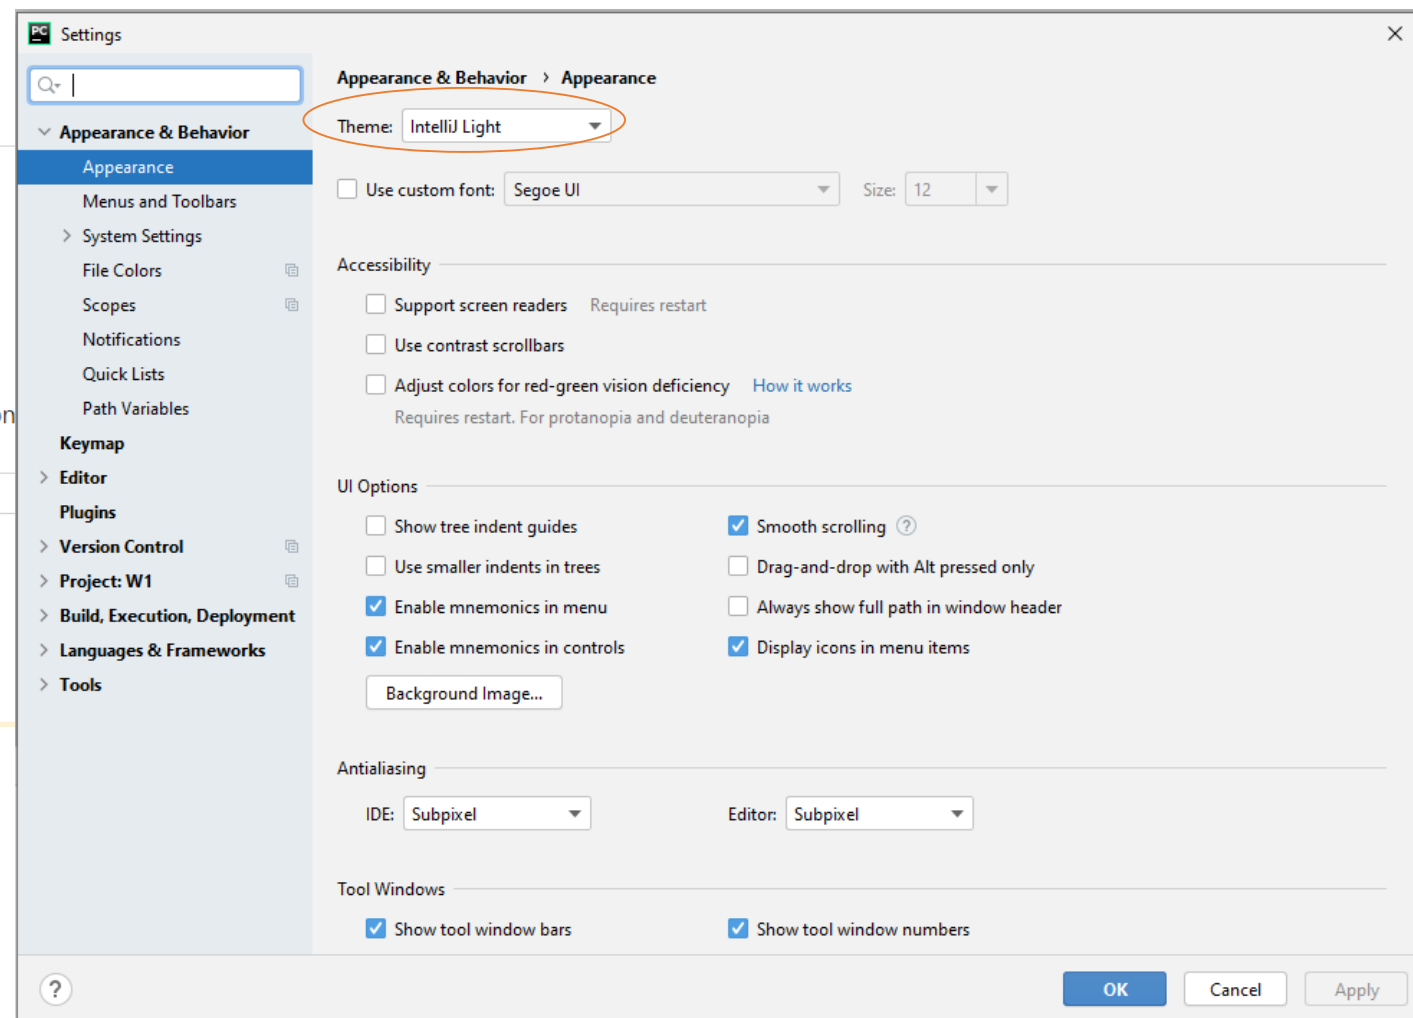 PC Settings
Appearance & Behavior
Appearance
Menus and Toolbars
System Settings
File Colors
Scopes
Notifications
Quick Lists
Path Variables
Keymap
Editor
Plugins
Version Control
Project: W1
Build, Execution, Deployment
Languages & Frameworks
Tools
Appearance & Behavior › Appearance
Theme: IntelliJ Light
Use custom font: Segoe UI Size: 12
Accessibility
Support screen readers Requires restart
Use contrast scrollbars
Adjust colors for red-green vision deficiency How it works
Requires restart. For protanopia and deuteranopia
UI Options
Show tree indent guides Smooth scrolling ?
Use smaller indents in trees Drag-and-drop with Alt pressed only
Enable mnemonics in menu Always show full path in window header
Enable mnemonics in controls Display icons in menu items
Background Image...
Antialiasing
IDE: Subpixel Editor: Subpixel
Tool Windows
Show tool window bars Show tool window numbers
? OK Cancel Apply